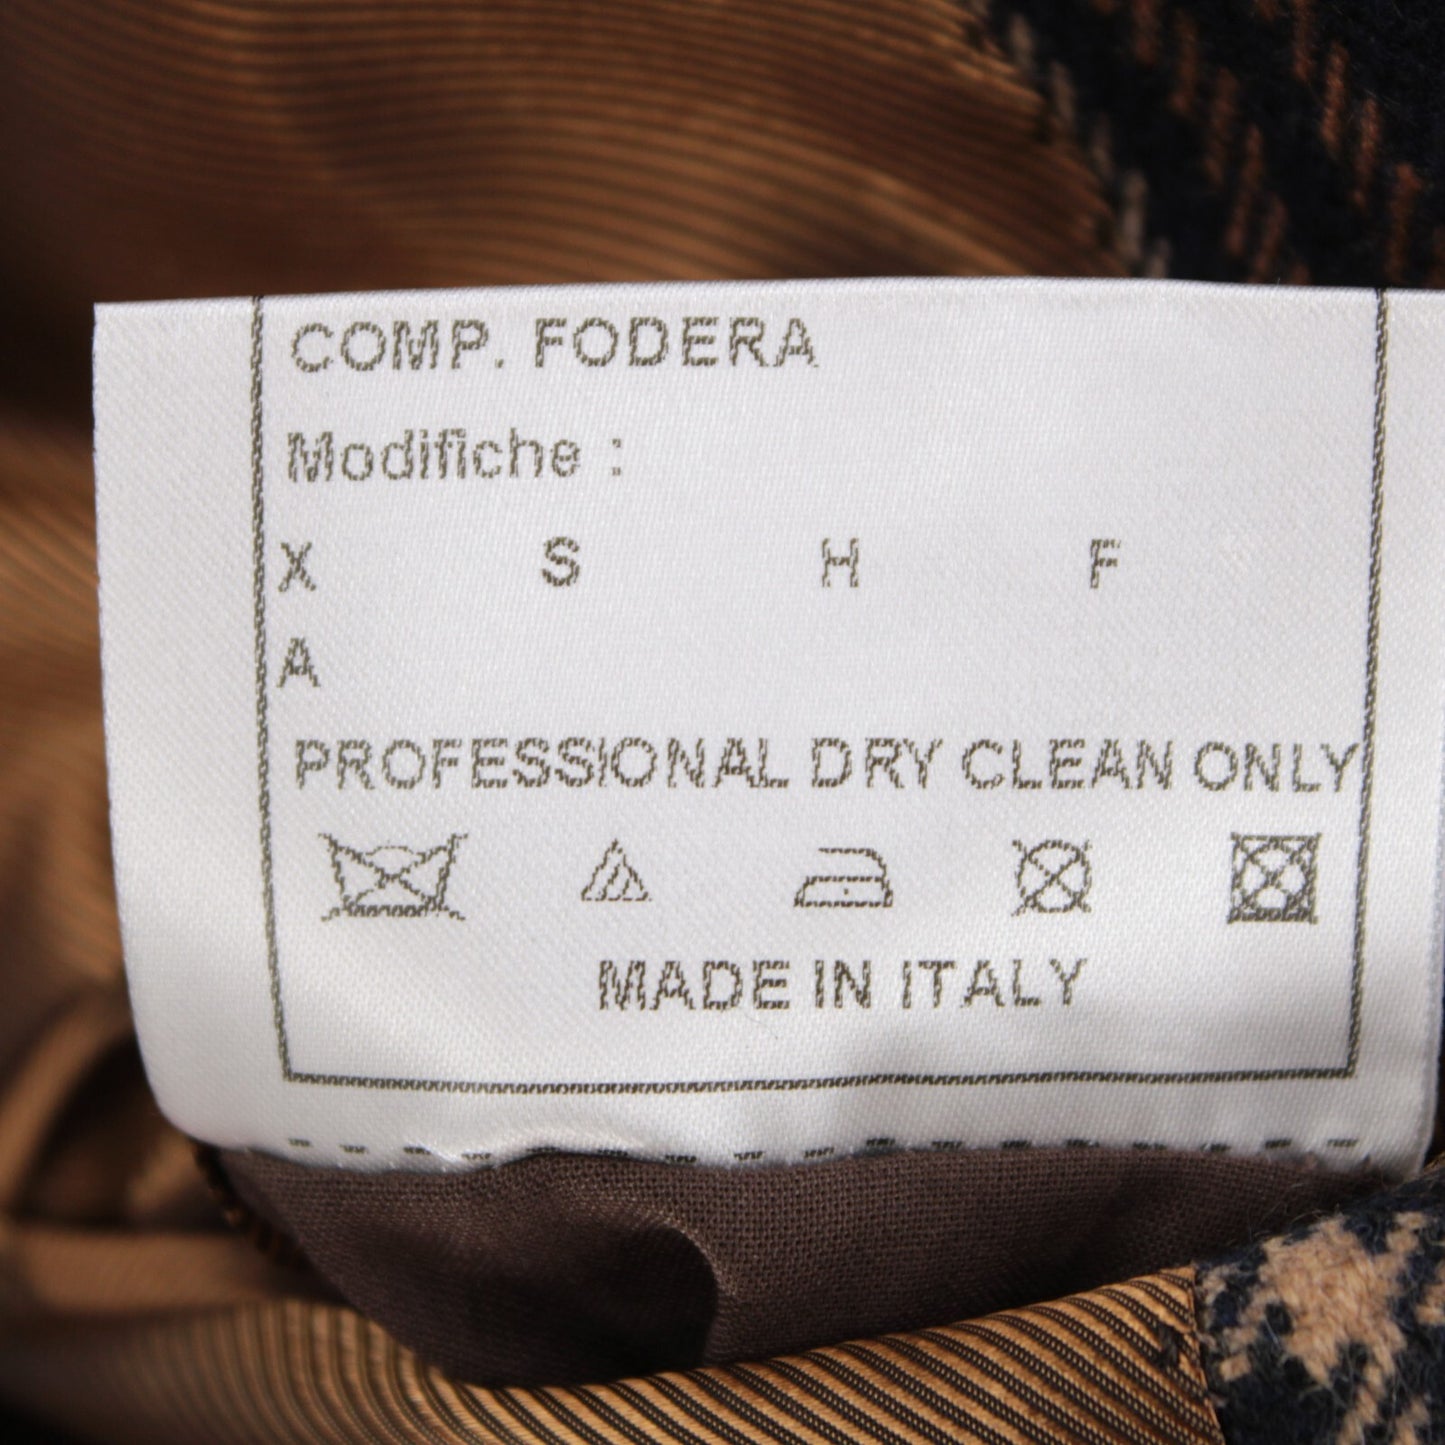 COMP. FODERA
Modifiche :
X S H F
A
PROFESSIONAL DRY CLEAN ONLY
MADE IN ITALY